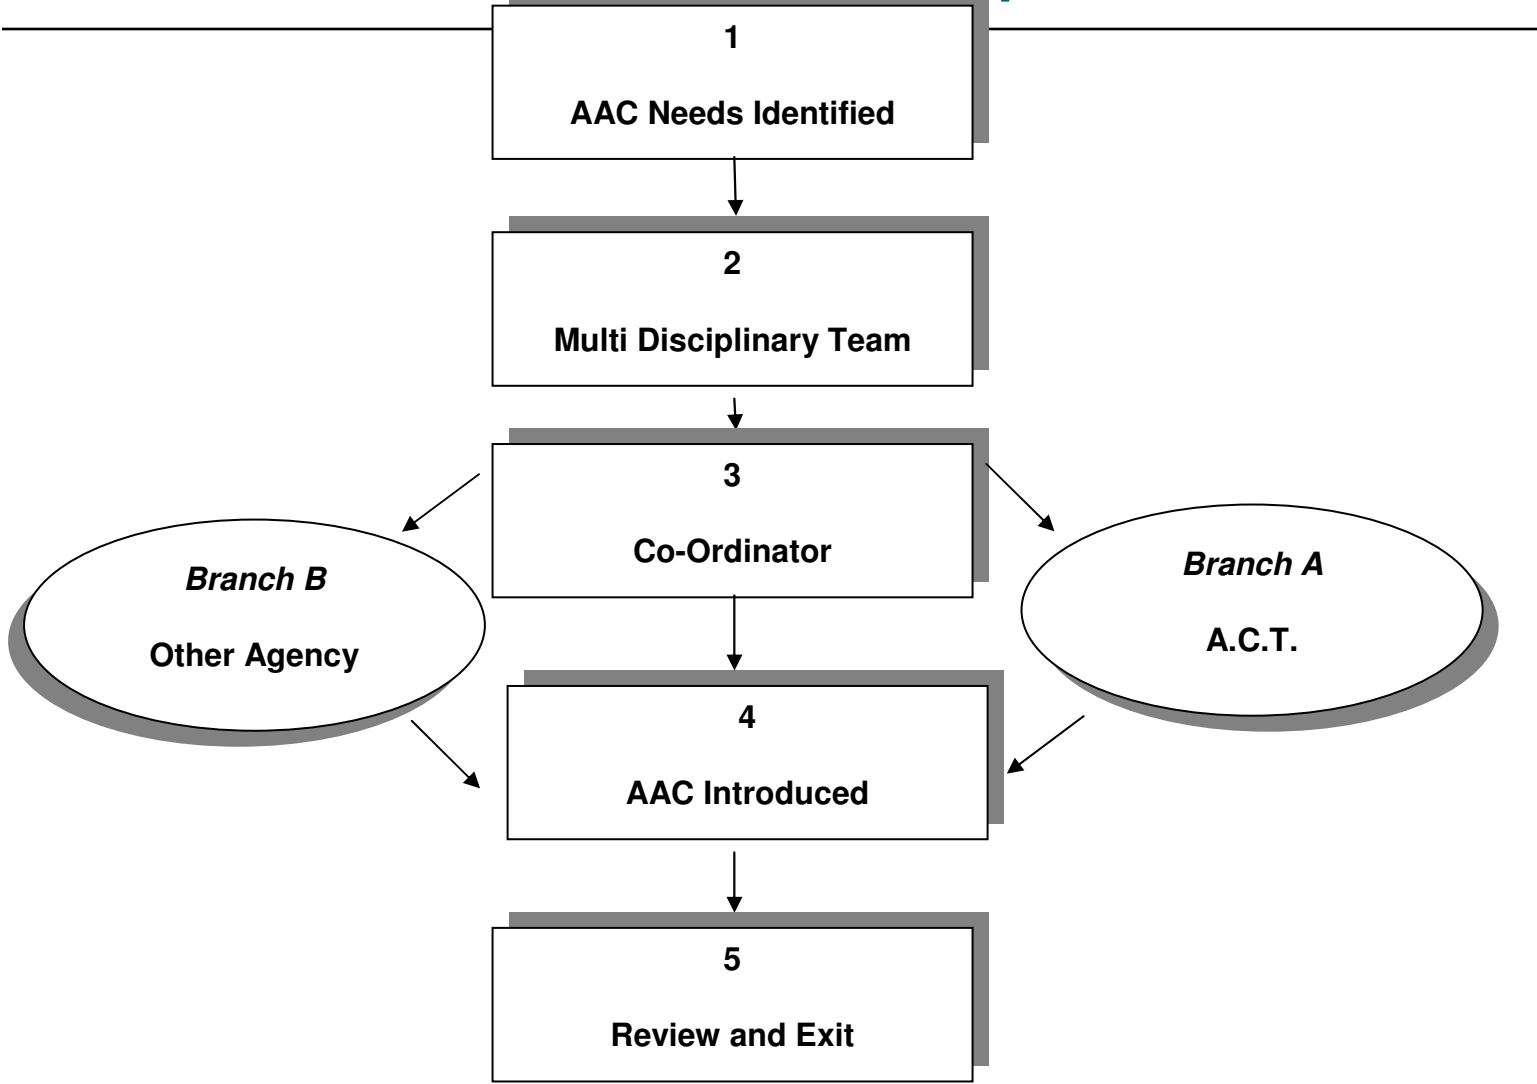 1
AAC Needs Identified
2
Multi Disciplinary Team
3
Co-Ordinator
Branch B
Other Agency
Branch A
A.C.T.
4
AAC Introduced
5
Review and Exit